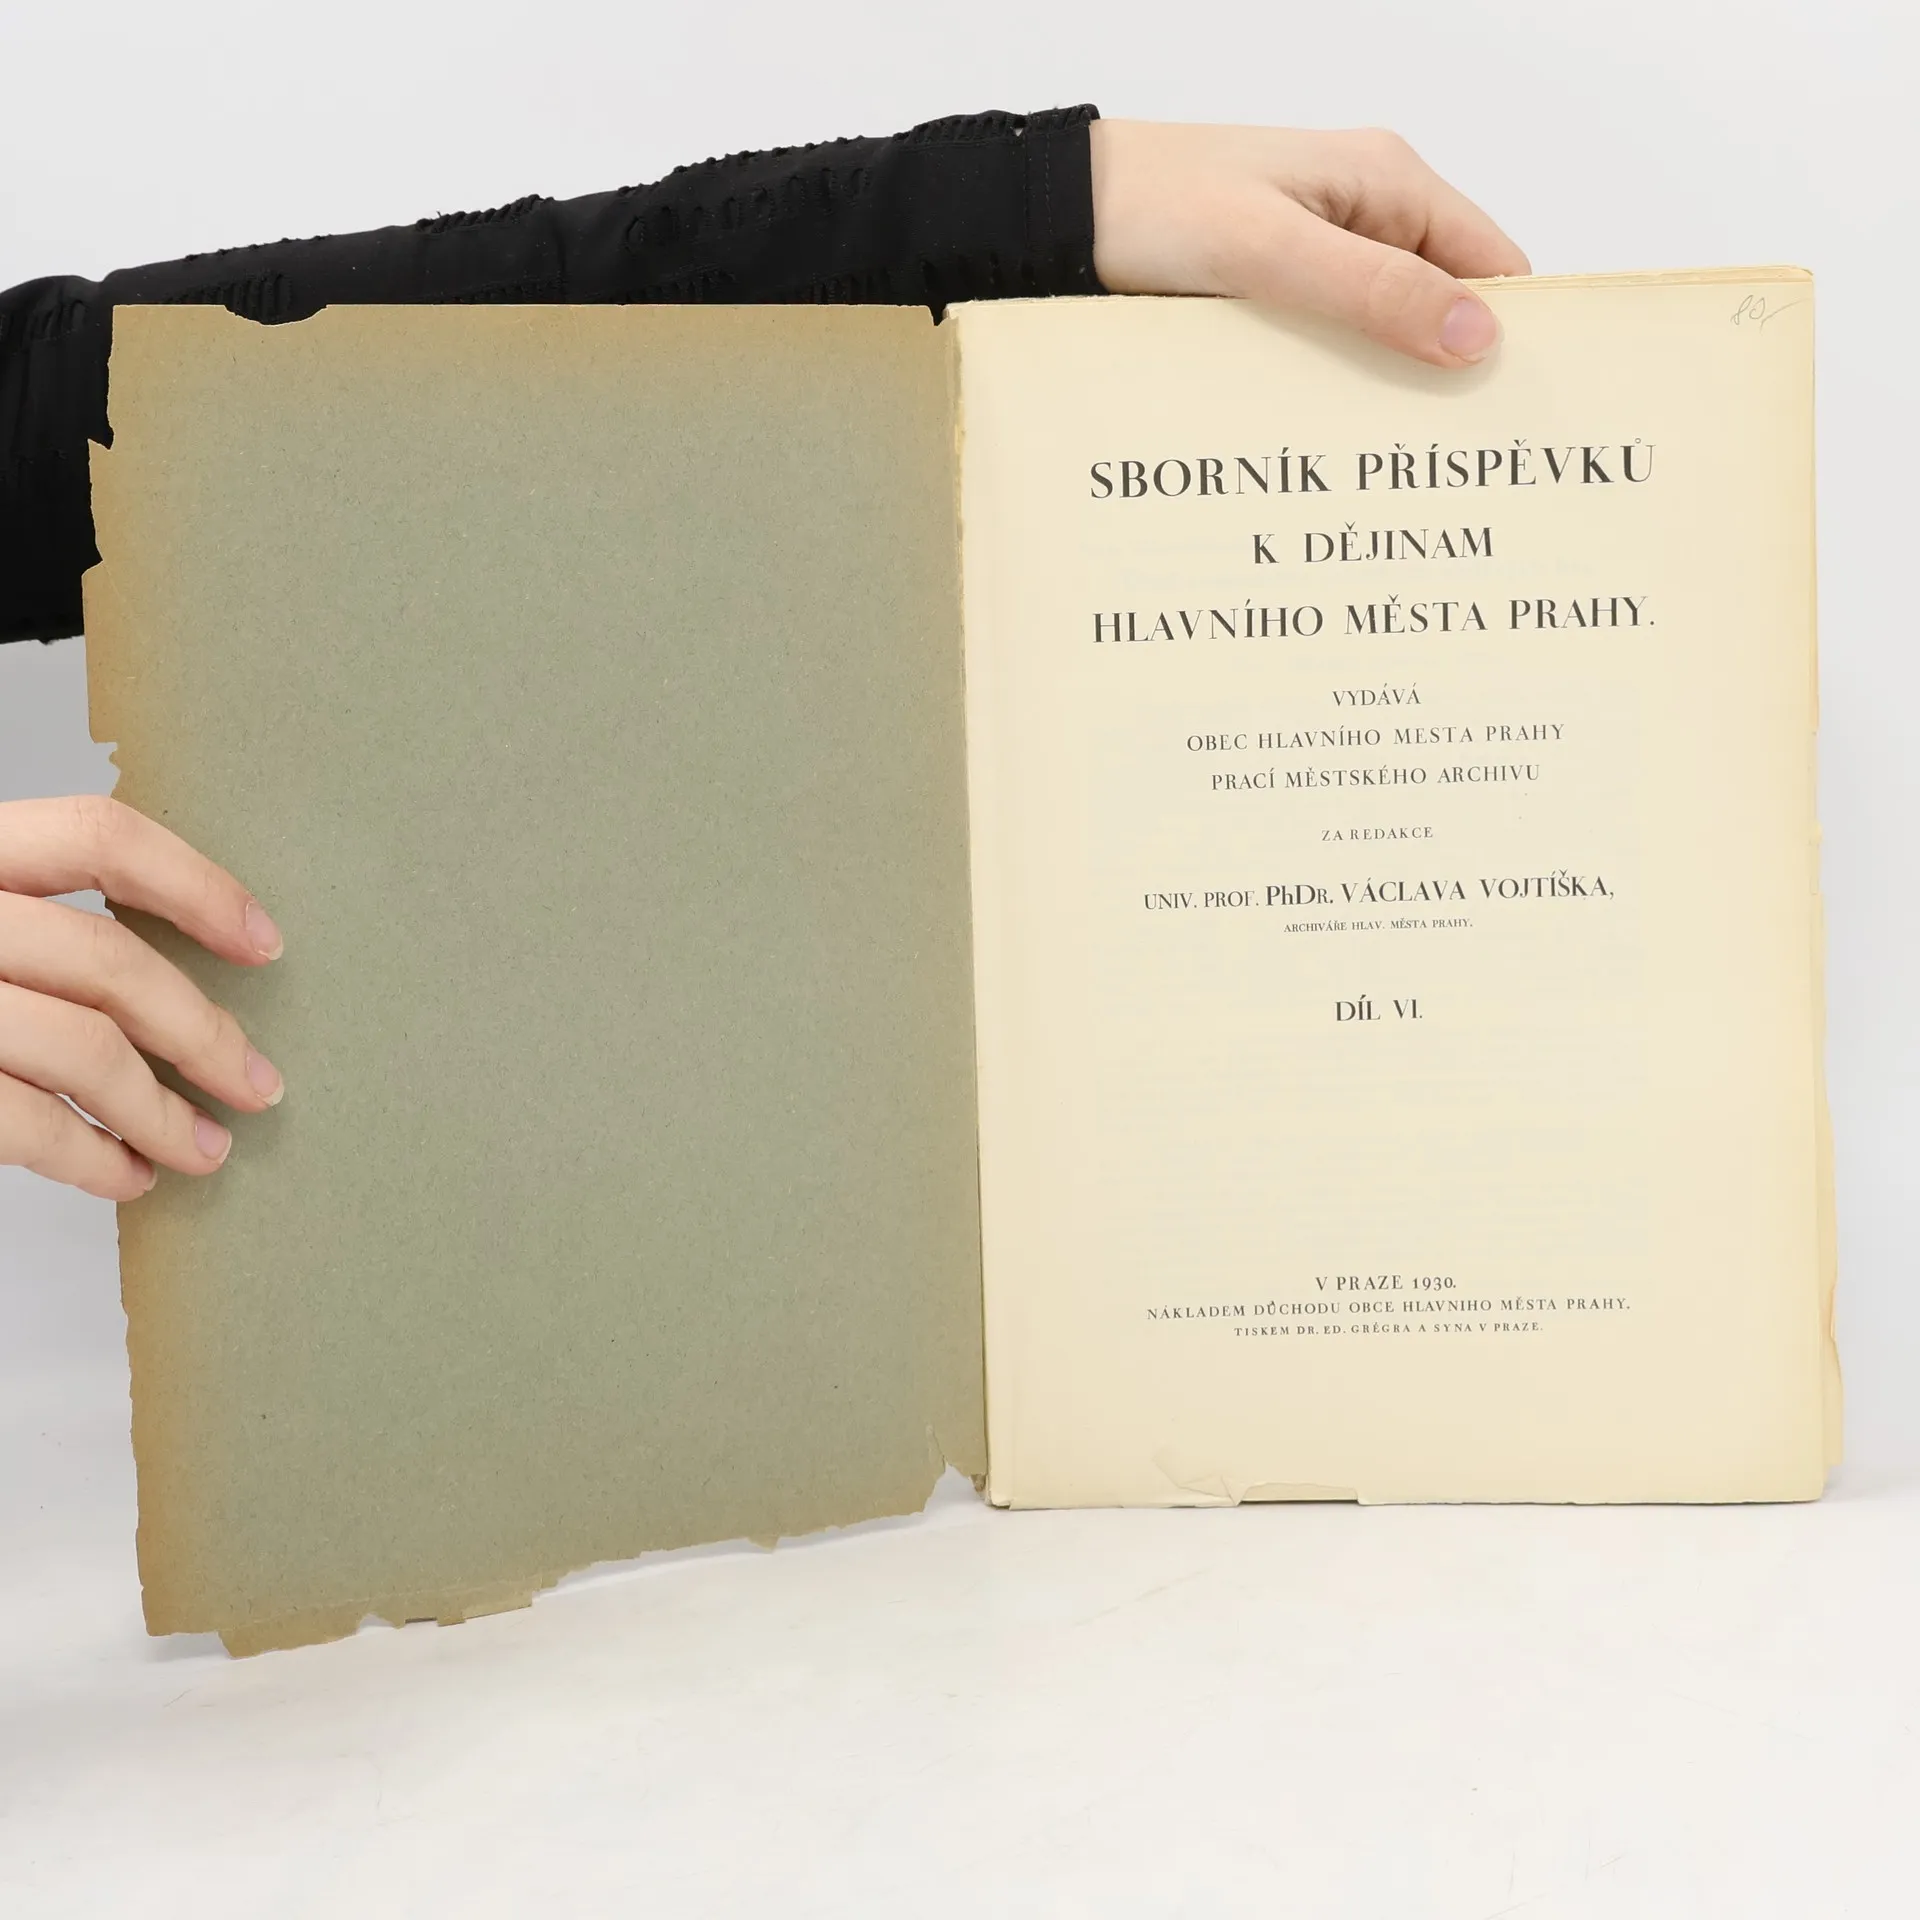 80,-
SBORNÍK PŘÍSPĚVKŮ
K DĚJINAM
HLAVNÍHO MĚSTA PRAHY.
VYDÁVÁ
OBEC HLAVNÍHO MESTA PRAHY
PRACÍ MĚSTSKÉHO ARCHIVU
ZA REDAKCE
UNIV. PROF. PhDR. VÁCLAVA VOJTÍŠKA,
ARCHIVÁŘE HLAV. MĚSTA PRAHY.
DÍL VI.
V PRAZE 1930.
NÁKLADEM DŮCHODU OBCE HLAVNIHO MĚSTA PRAHY.
TISKEM DR. ED. GRÉGRA A SYNA V PRAZE.